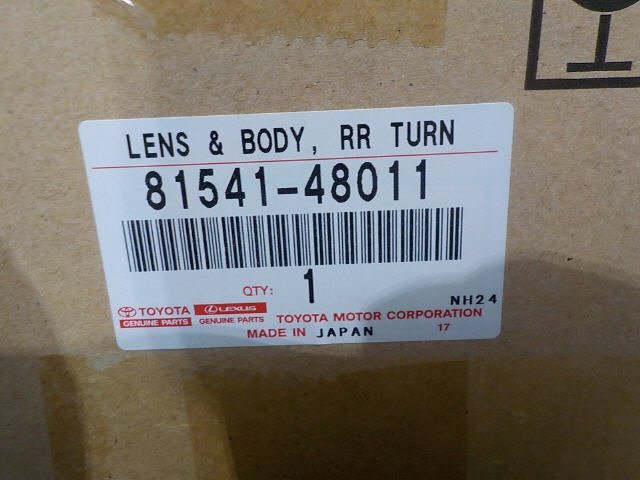 LENS & BODY, RR TURN
81541-48011
QTY: 1
NH24
TOYOTA LEXUS TOYOTA MOTOR CORPORATION
GENUINE PARTS GENUINE PARTS 17
MADE IN JAPAN